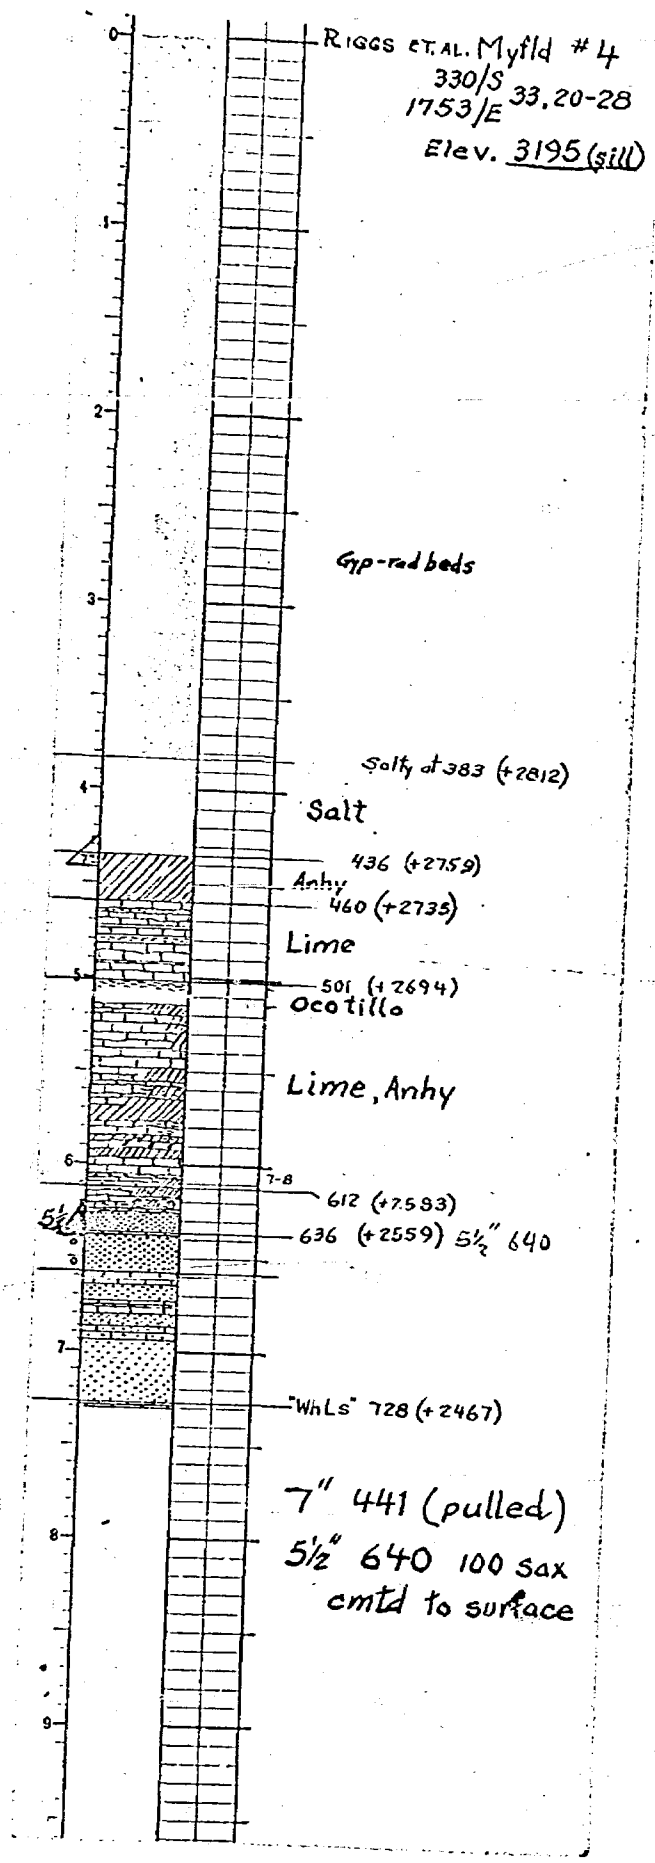 0
RIGGS ET.AL. Myfld #4
330/S 33,20-28
1753/E
Elev. 3195 (sill)
1
2
Gyp-rad beds
3
Salty at 383 (+2812)
4
Salt
7"
436 (+2759)
Anhy
460 (+2735)
Lime
5
501 (+2694)
Ocotillo
Lime, Anhy
6
7-8
612 (+2583)
5½
636 (+2559) 5½" 640
7
"WhLs" 728 (+2467)
7" 441 (pulled)
8
5½" 640 100 sax
cmtd to surface
9